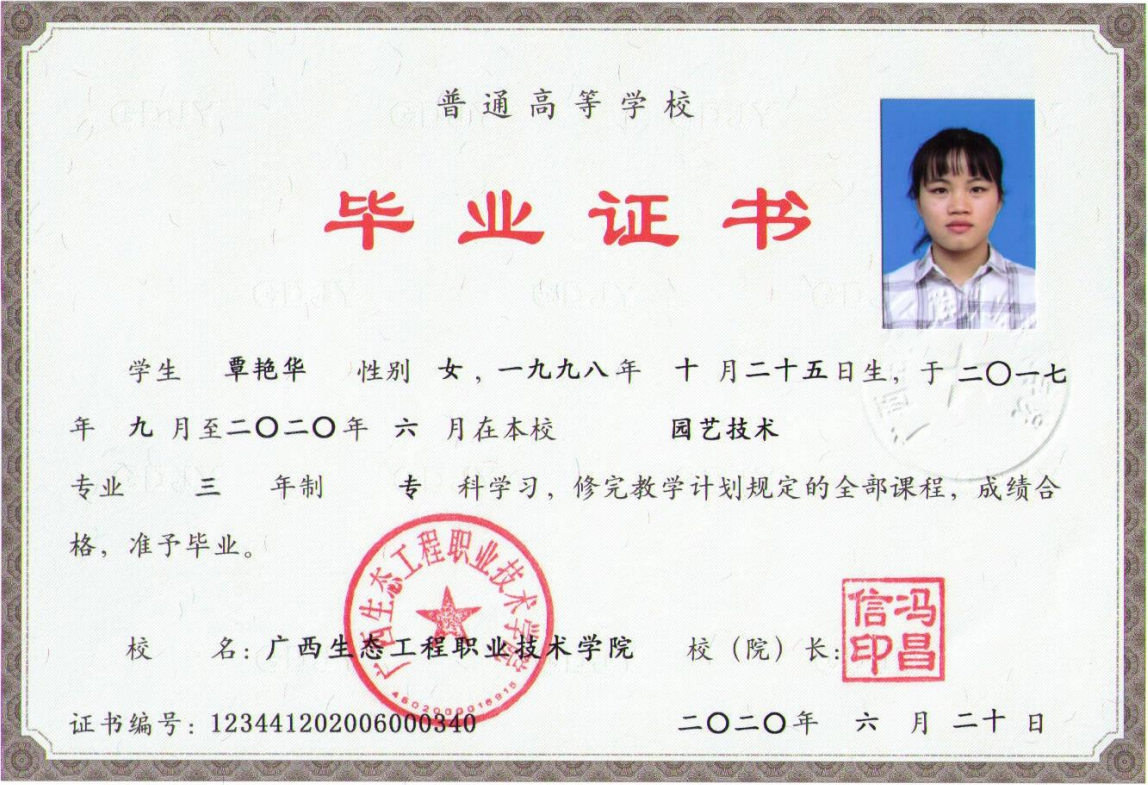 普通高等学校
毕业证书
学生 覃艳华 性别 女，一九九八年 十 月二十五日生，于二〇一七
年 九 月至二〇二〇年 六 月在本校 园艺技术
专业 三 年制 专 科学习，修完教学计划规定的全部课程，成绩合
格，准予毕业。
广西生态工程职业技术学院
校 名：广西生态工程职业技术学院 校（院）长：
冯昌
信印
证书编号：123441202006000340 二〇二〇年 六 月 二十 日